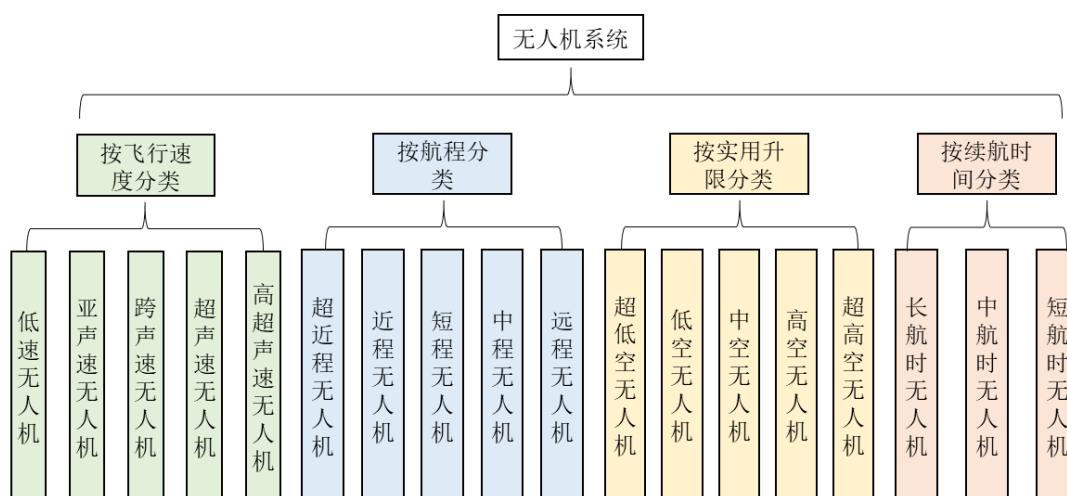 无人机系统
按飞行速
度分类
按航程分
类
按实用升
限分类
按续航时
间分类
低速无人机
亚声速无人机
跨声速无人机
超声速无人机
高超声速无人机
超近程无人机
近程无人机
短程无人机
中程无人机
远程无人机
超低空无人机
低空无人机
中空无人机
高空无人机
超高空无人机
长航时无人机
中航时无人机
短航时无人机